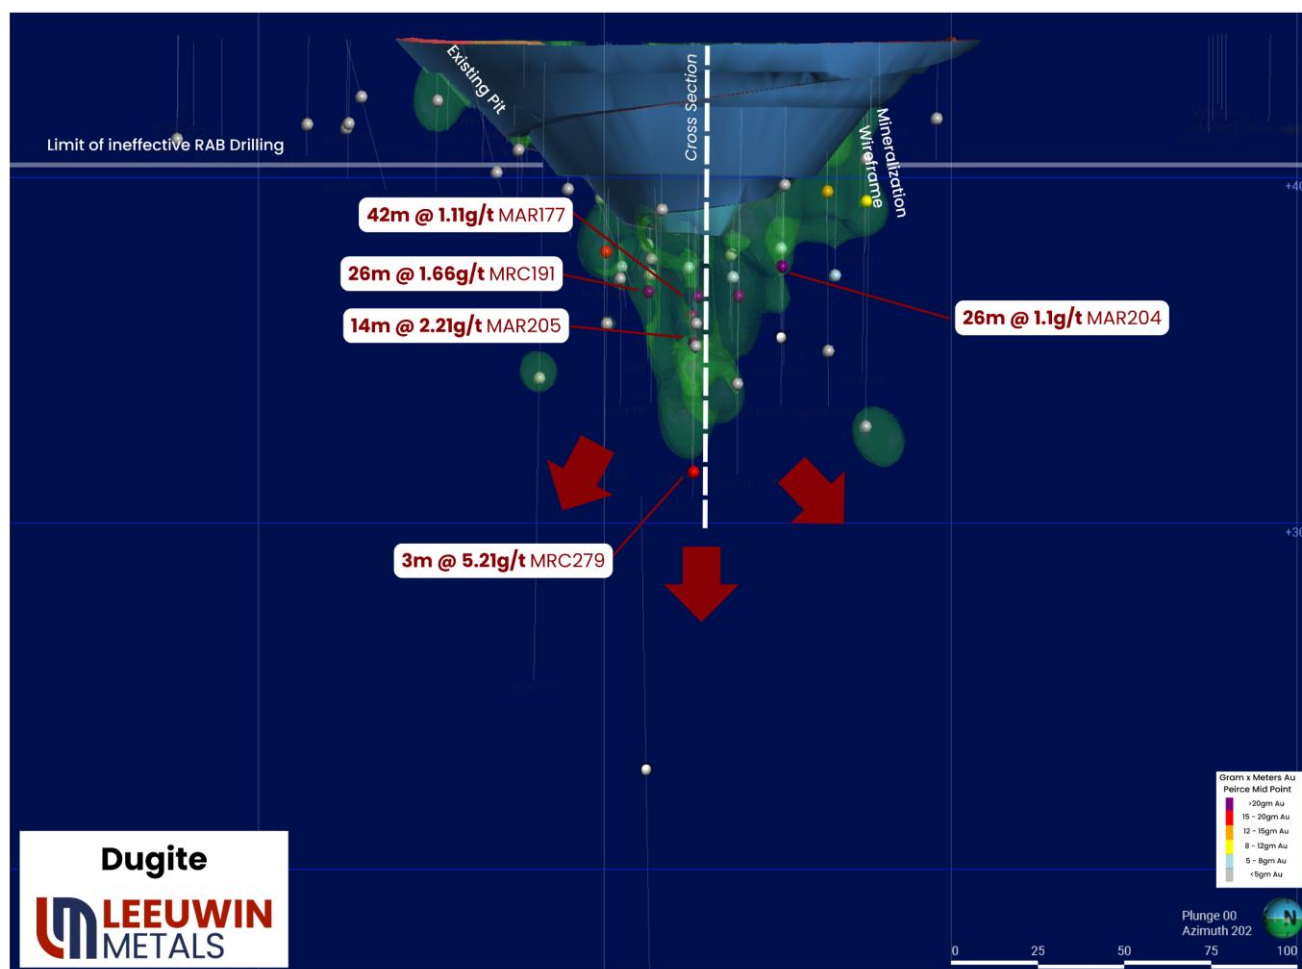 Existing Pit
Cross Section
Mineralization
Wireframe
Limit of ineffective RAB Drilling
+40
42m @ 1.11g/t MAR177
26m @ 1.66g/t MRC191
14m @ 2.21g/t MAR205
26m @ 1.1g/t MAR204
+30
3m @ 5.21g/t MRC279
Gram x Meters Au
Peirce Mid Point
>20gm Au
15 - 20gm Au
12 - 15gm Au
8 - 12gm Au
5 - 8gm Au
<5gm Au
Dugite
LEEUWIN
METALS
Plunge 00
Azimuth 202
N
0 25 50 75 100